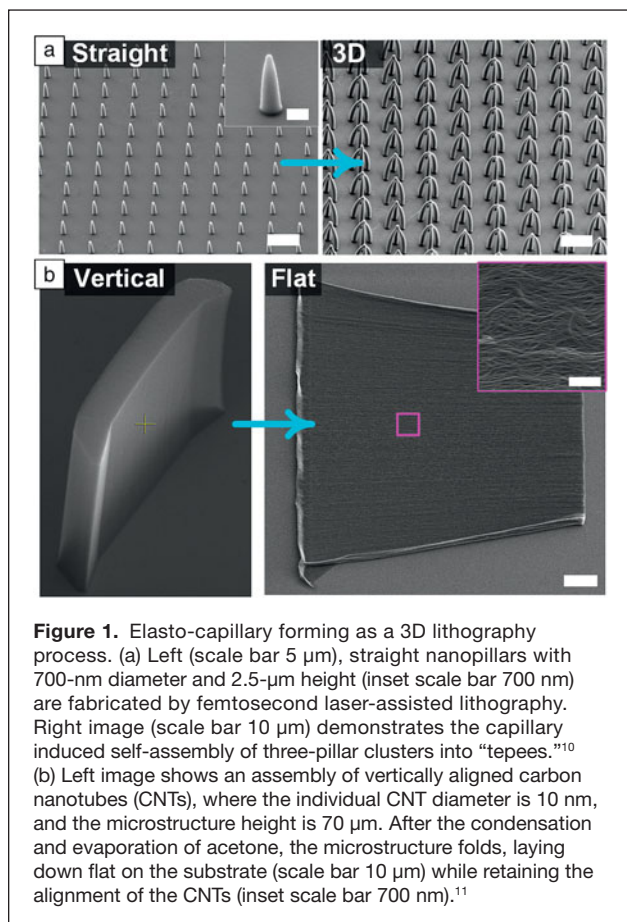 a Straight 3D
b Vertical Flat
Figure 1. Elasto-capillary forming as a 3D lithography
process. (a) Left (scale bar 5 μm), straight nanopillars with
700-nm diameter and 2.5-μm height (inset scale bar 700 nm)
are fabricated by femtosecond laser-assisted lithography.
Right image (scale bar 10 μm) demonstrates the capillary
induced self-assembly of three-pillar clusters into “tepees.”10
(b) Left image shows an assembly of vertically aligned carbon
nanotubes (CNTs), where the individual CNT diameter is 10 nm,
and the microstructure height is 70 μm. After the condensation
and evaporation of acetone, the microstructure folds, laying
down flat on the substrate (scale bar 10 μm) while retaining the
alignment of the CNTs (inset scale bar 700 nm).11